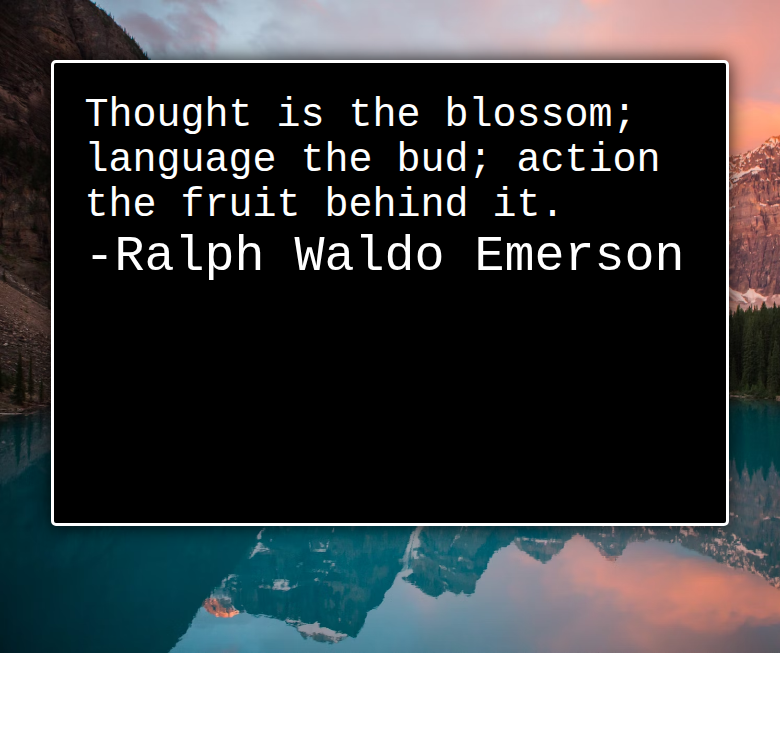 Thought is the blossom;
language the bud; action
the fruit behind it.
-Ralph Waldo Emerson